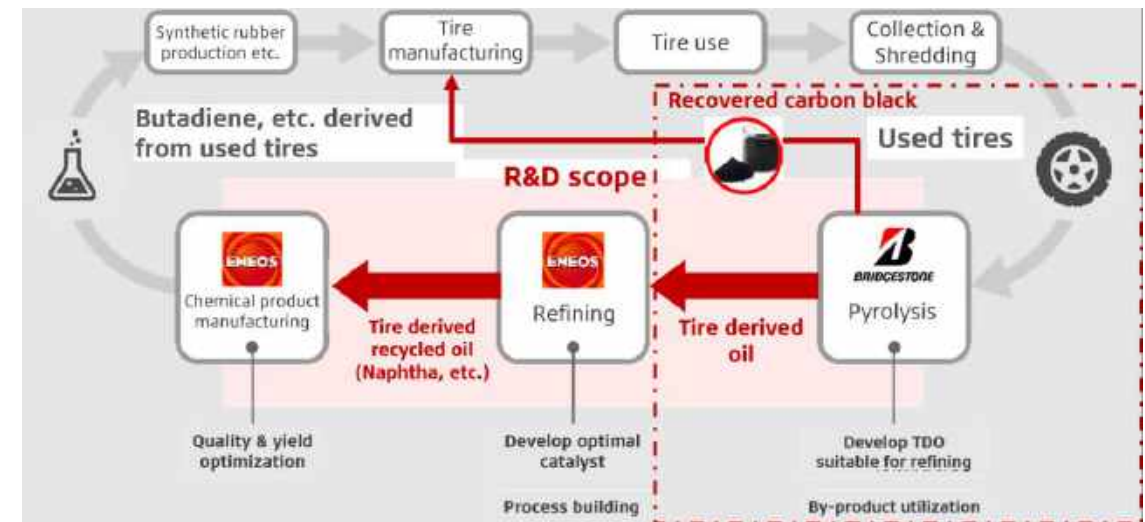 Synthetic rubber
production etc.
Tire
manufacturing
Tire use
Collection &
Shredding
Recovered carbon black
Butadiene, etc. derived
from used tires
Used tires
R&D scope
ENEOS
Chemical product
manufacturing
Tire derived
recycled oil
(Naphtha, etc.)
ENEOS
Refining
Tire derived
oil
BRIDGESTONE
Pyrolysis
Quality & yield
optimization
Develop optimal
catalyst
Process building
Develop TDO
suitable for refining
By-product utilization